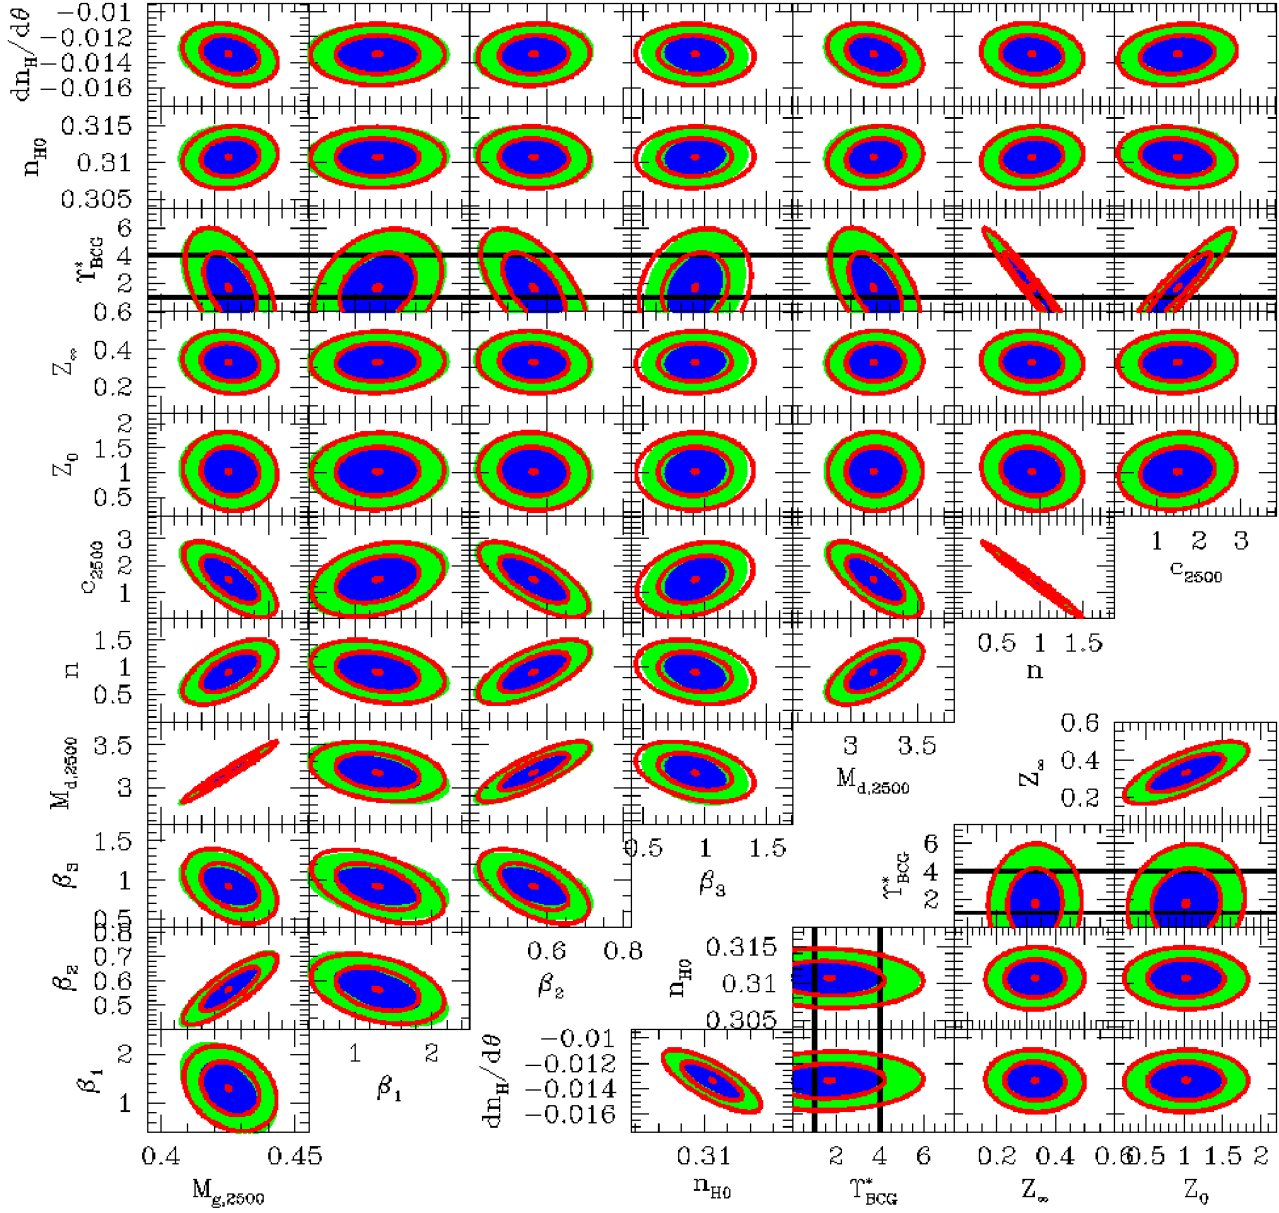 dn_H/dθ -0.01 -0.012 -0.014 -0.016
n_H0 0.315 0.31 0.305
Υ*_BCG 6 4 2
Z_∞ 0.6 0.4 0.2
Z_0 2 1.5 1 0.5
c_2500 3 2 1
1 2 3
c_2500
n 1.5 1 0.5
0.5 1 1.5
n
M_d,2500 3.5 3
3 3.5
M_d,2500
Z_∞ 0.6 0.4 0.2
β_3 1.5 1 0.5
0.5 1 1.5
β_3
Υ*_BCG 6 4 2
β_2 0.8 0.7 0.6 0.5
0.6 0.8
β_2
n_H0 0.315 0.31 0.305
β_1 2 1
1 2
β_1
dn_H/dθ -0.01 -0.012 -0.014 -0.016
0.4 0.45 0.31 2 4 6 0.2 0.4 0.6 0.5 1 1.5 2
M_g,2500 n_H0 Υ*_BCG Z_∞ Z_0